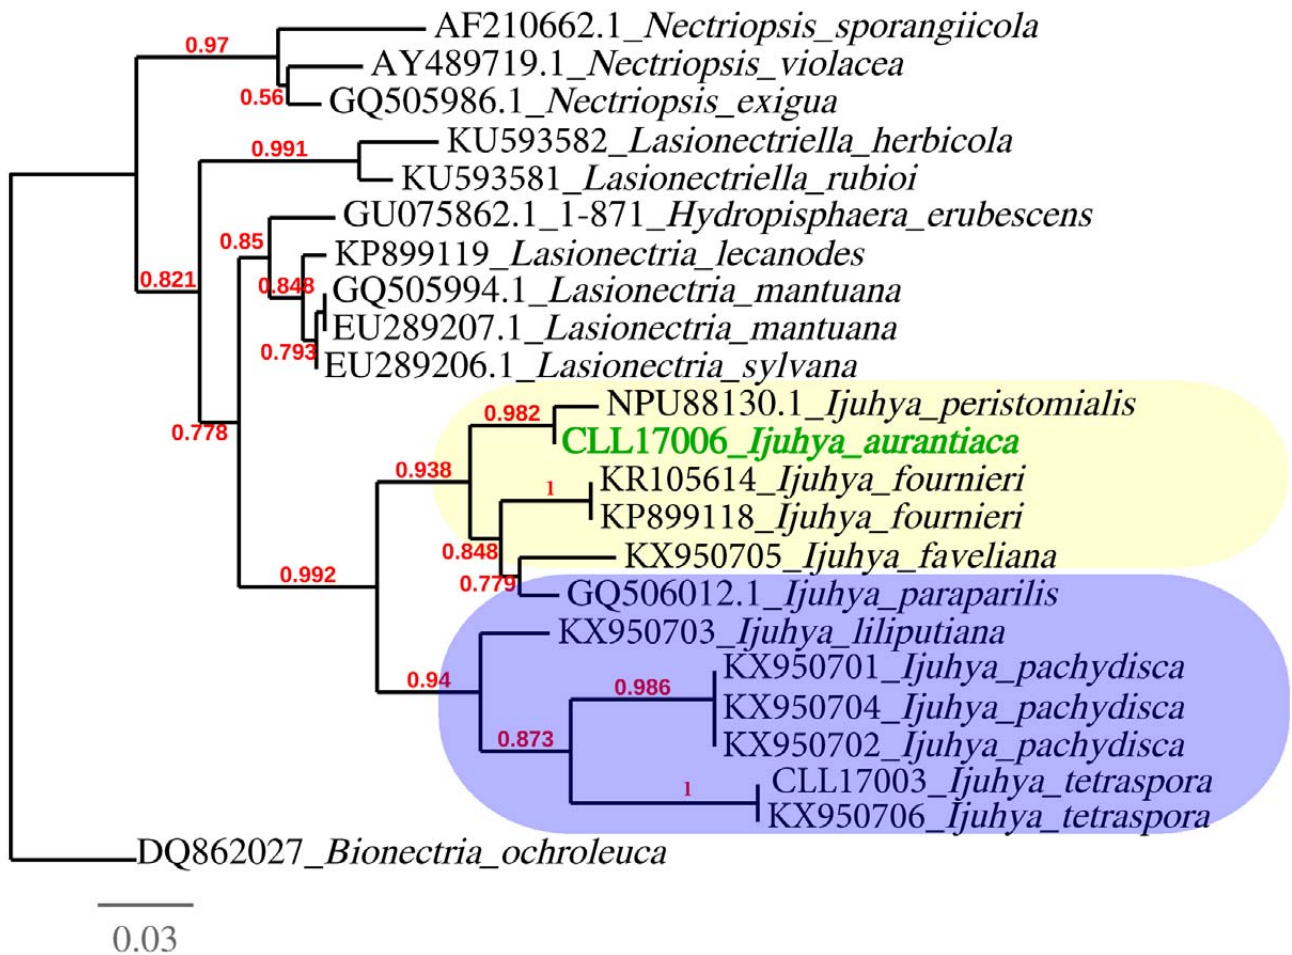 AF210662.1_Nectriopsis_sporangiicola
0.97
AY489719.1_Nectriopsis_violacea
0.56
GQ505986.1_Nectriopsis_exigua
KU593582_Lasionectriella_herbicola
0.991
KU593581_Lasionectriella_rubioi
GU075862.1_1-871_Hydropisphaera_erubescens
0.85
KP899119_Lasionectria_lecanodes
0.821
0.848
GQ505994.1_Lasionectria_mantuana
EU289207.1_Lasionectria_mantuana
0.793
EU289206.1_Lasionectria_sylvana
NPU88130.1_Ijuhya_peristomialis
0.982
0.778
CLL17006_Ijuhya_aurantiaca
0.938
KR105614_Ijuhya_fournieri
1
KP899118_Ijuhya_fournieri
0.848
KX950705_Ijuhya_faveliana
0.992
0.779
GQ506012.1_Ijuhya_paraparilis
KX950703_Ijuhya_liliputiana
KX950701_Ijuhya_pachydisca
0.94
0.986
KX950704_Ijuhya_pachydisca
0.873
KX950702_Ijuhya_pachydisca
CLL17003_Ijuhya_tetraspora
1
KX950706_Ijuhya_tetraspora
DQ862027_Bionectria_ochroleuca
0.03